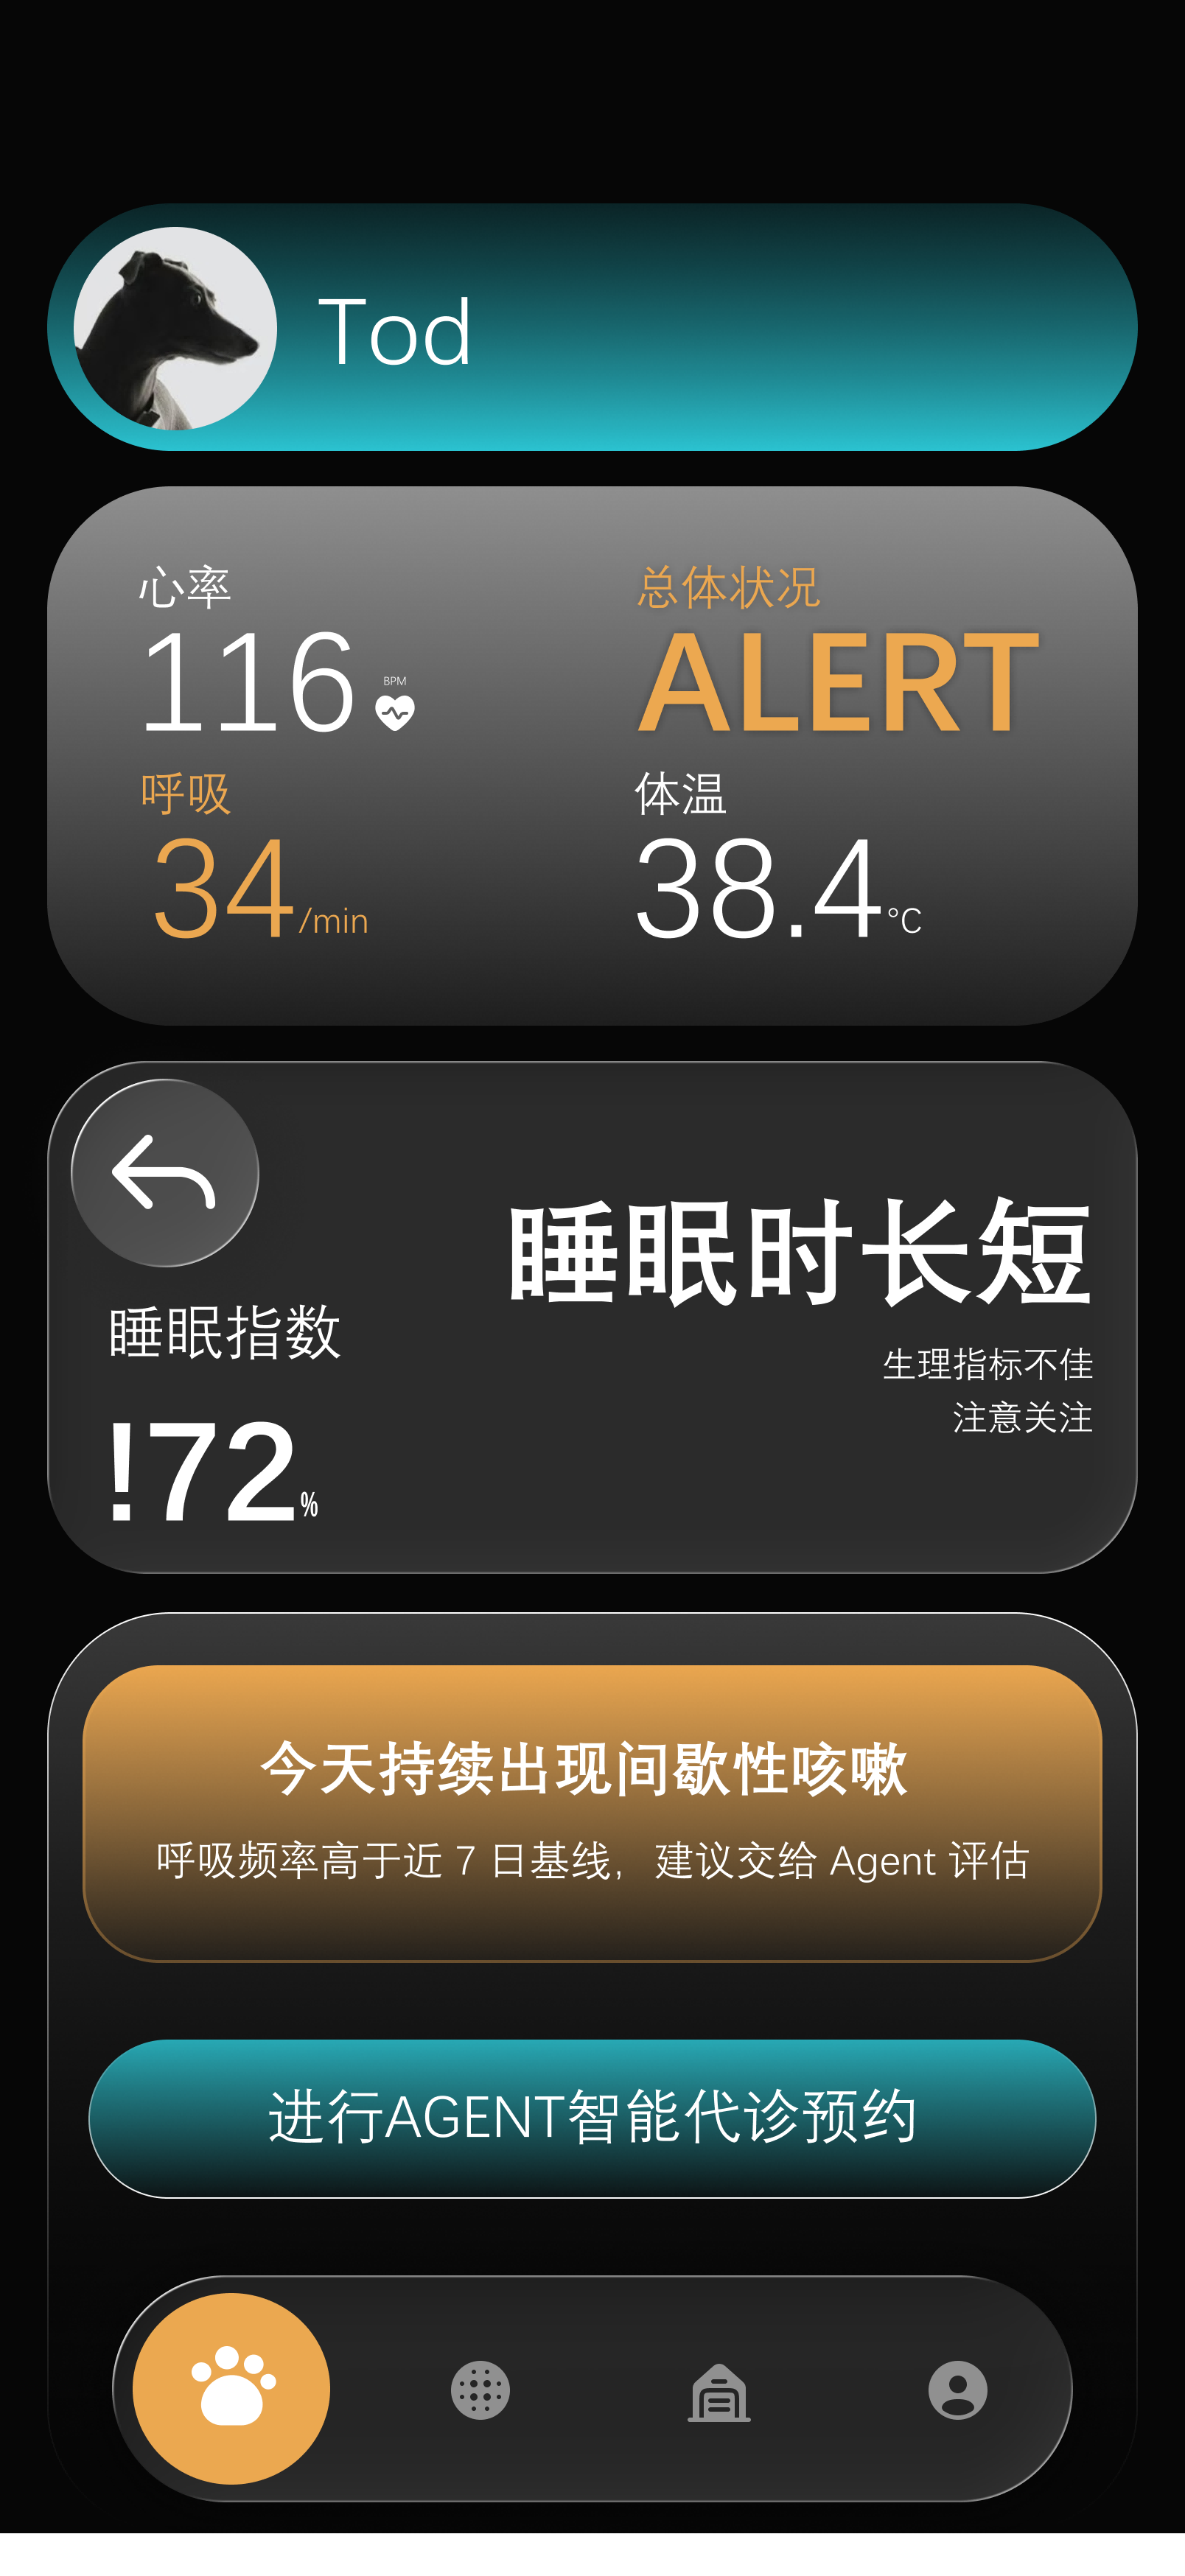 Tod
心率
116 BPM
总体状况
ALERT
呼吸
34/min
体温
38.4°C
睡眠时长短
睡眠指数
生理指标不佳
注意关注
!72%
今天持续出现间歇性咳嗽
呼吸频率高于近 7 日基线，建议交给 Agent 评估
进行AGENT智能代诊预约